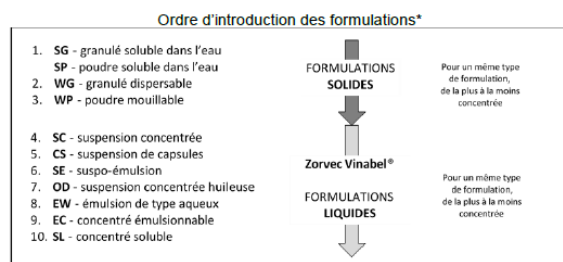 Ordre d'introduction des formulations*
1. SG - granulé soluble dans l'eau
SP - poudre soluble dans l'eau
2. WG - granulé dispersable
3. WP - poudre mouillable
FORMULATIONS
SOLIDES
Pour un même type
de formulation,
de la plus à la moins
concentrée
4. SC - suspension concentrée
5. CS - suspension de capsules
6. SE - suspo-émulsion
7. OD - suspension concentrée huileuse
8. EW - émulsion de type aqueux
9. EC - concentré émulsionnable
10. SL - concentré soluble
Zorvec Vinabel®
FORMULATIONS
LIQUIDES
Pour un même type
de formulation,
de la plus à la moins
concentrée